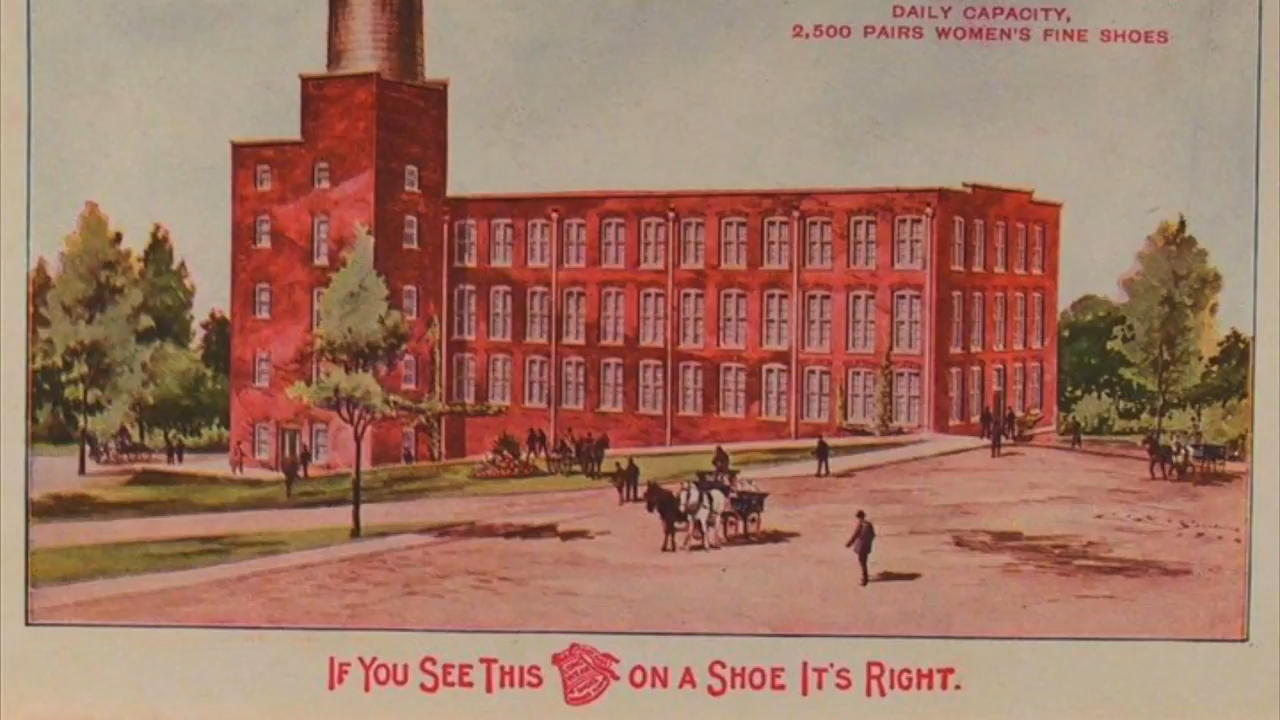 DAILY CAPACITY,
2,500 PAIRS WOMEN'S FINE SHOES
IF YOU SEE THIS ON A SHOE IT'S RIGHT.